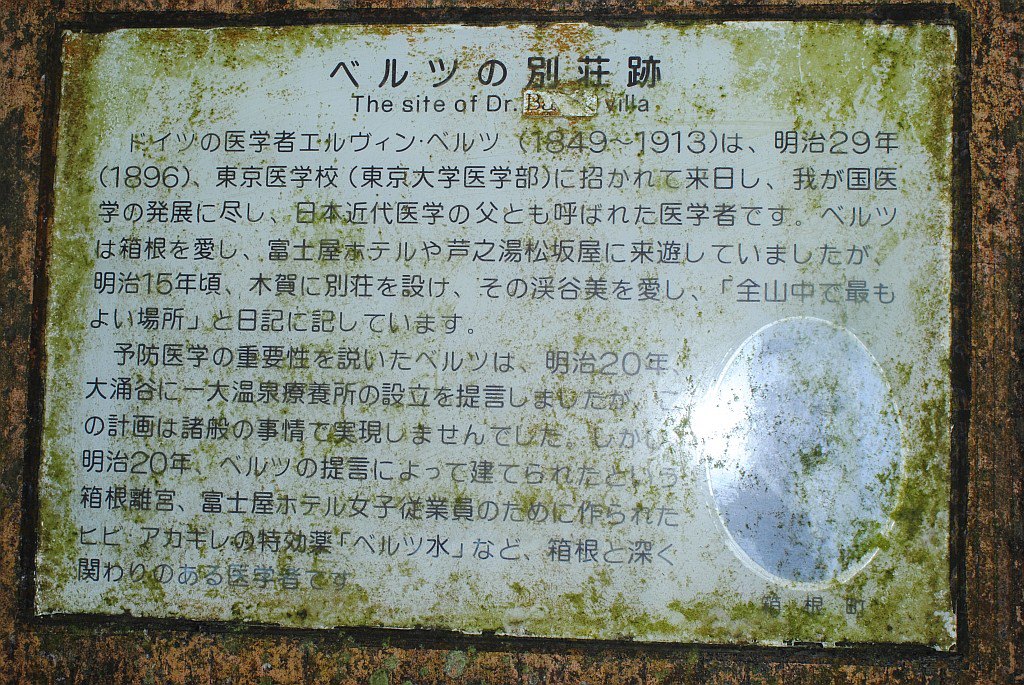 ベルツの別荘跡
The site of Dr. villa
ドイツの医学者エルヴィン・ベルツ（1849〜1913)は、明治29年
(1896)、東京医学校（東京大学医学部)に招かれて来日し、我が国医
学の発展に尽し、日本近代医学の父とも呼ばれた医学者です。ベルツ
は箱根を愛し、富士屋ホテルや芦之湯松坂屋に来遊していましたが、
明治15年頃、木賀に別荘を設け、その渓谷美を愛し、「全山中で最も
よい場所」と日記に記しています。
予防医学の重要性を説いたベルツは、明治20年、
大涌谷に一大温泉療養所の設立を提言しましたが、こ
の計画は諸般の事情で実現しませんでした。しかし、
明治20年、ベルツの提言によって建てられたという
箱根離宮、富士屋ホテル女子従業員のために作られた
ヒビ アカギレの特効薬「ベルツ水」など、箱根と深く
関わりのある医学者です
箱根町